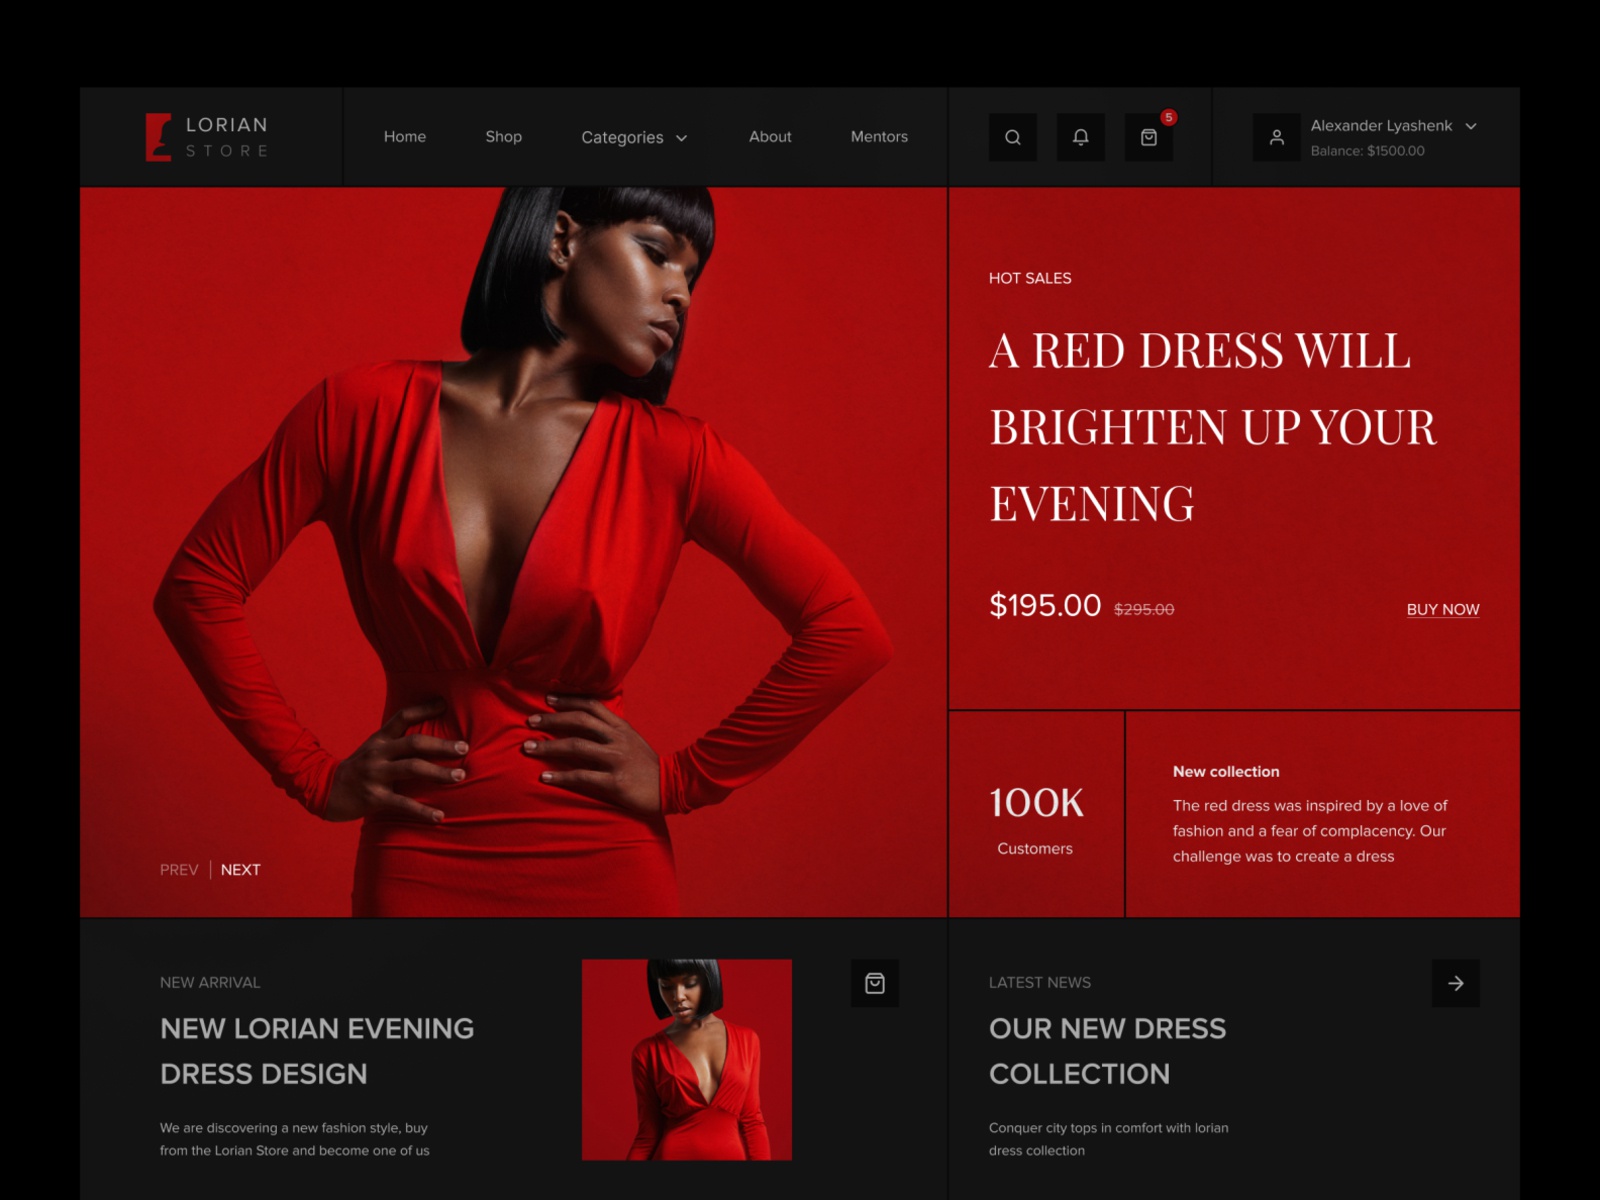 LORIAN
STORE
Home
Shop
Categories
About
Mentors
5
Alexander Lyashenk
Balance: $1500.00
HOT SALES
A RED DRESS WILL
BRIGHTEN UP YOUR
EVENING
$195.00 $295.00
BUY NOW
100K
Customers
New collection
The red dress was inspired by a love of
fashion and a fear of complacency. Our
challenge was to create a dress
PREV | NEXT
NEW ARRIVAL
NEW LORIAN EVENING
DRESS DESIGN
We are discovering a new fashion style, buy
from the Lorian Store and become one of us
LATEST NEWS
OUR NEW DRESS
COLLECTION
Conquer city tops in comfort with lorian
dress collection